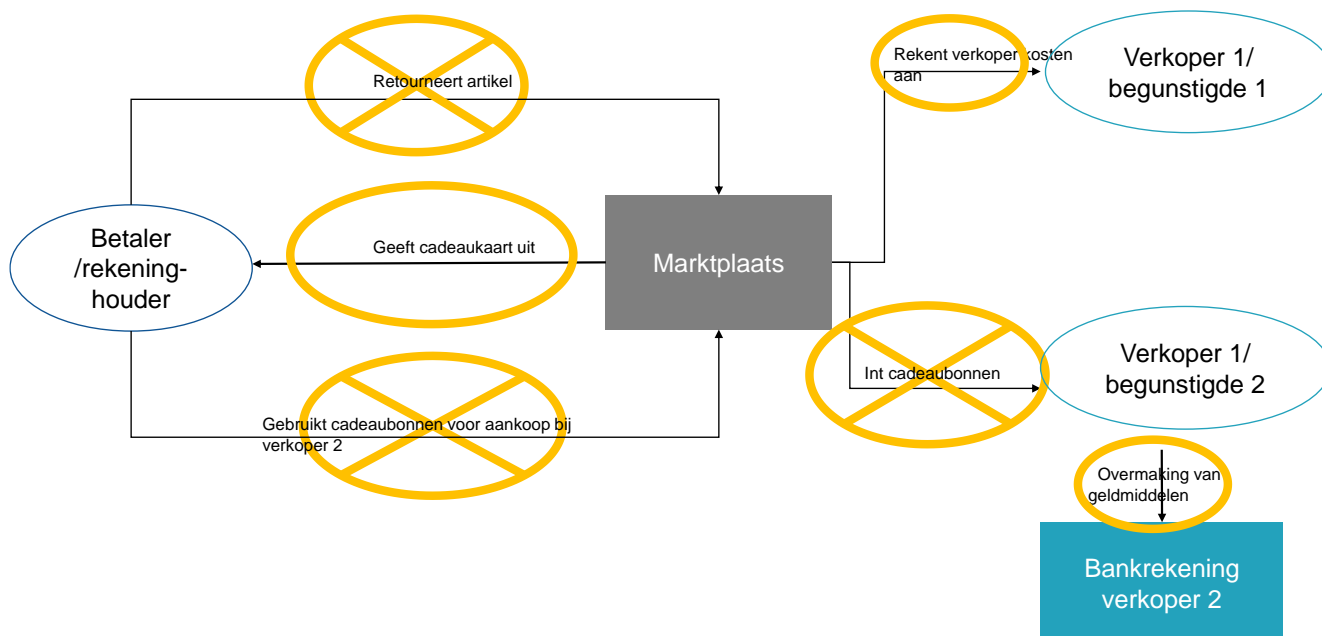 Retourneert artikel
Rekent verkoper kosten
aan
Verkoper 1/
begunstigde 1
Betaler
/rekening-
houder
Geeft cadeaukaart uit
Marktplaats
Verkoper 1/
begunstigde 2
Int cadeaubonnen
Gebruikt cadeaubonnen voor aankoop bij
verkoper 2
Overmaking van
geldmiddelen
Bankrekening
verkoper 2